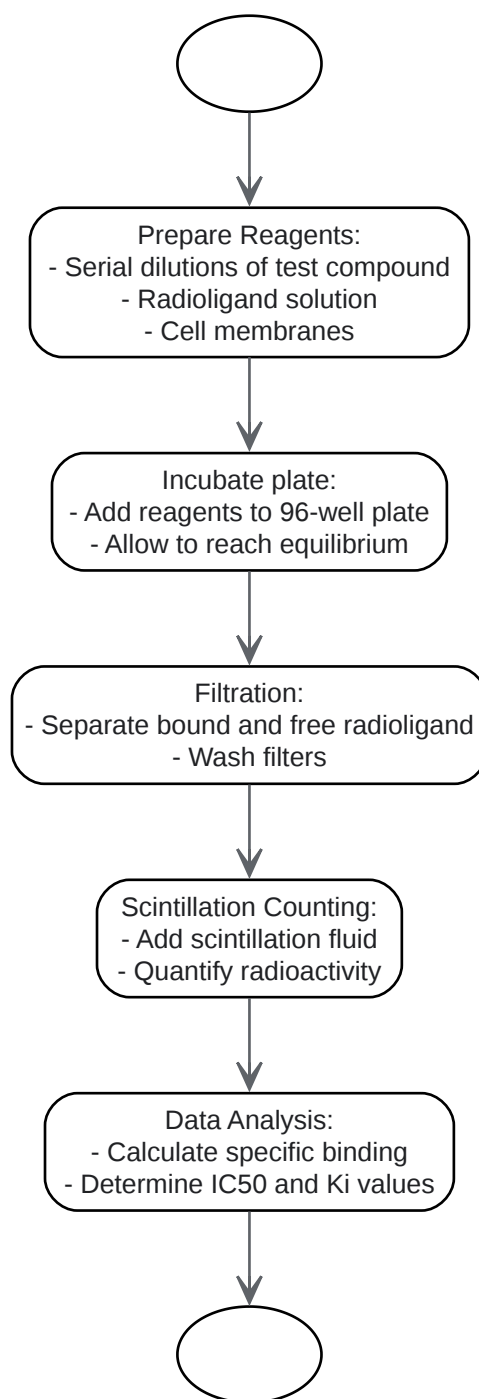 Prepare Reagents:
- Serial dilutions of test compound
- Radioligand solution
- Cell membranes
Incubate plate:
- Add reagents to 96-well plate
- Allow to reach equilibrium
Filtration:
- Separate bound and free radioligand
- Wash filters
Scintillation Counting:
- Add scintillation fluid
- Quantify radioactivity
Data Analysis:
- Calculate specific binding
- Determine IC50 and Ki values